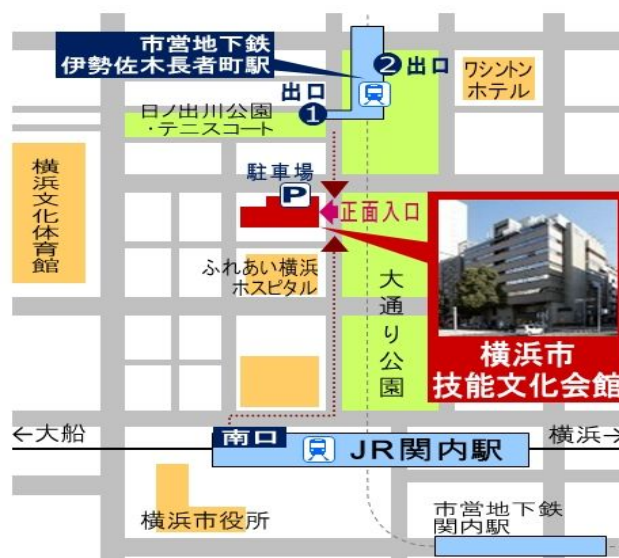 市営地下鉄
伊勢佐木長者町駅
❷出口
ワシントン
ホテル
出口
❶
日ノ出川公園
・テニスコート
横浜文化体育館
駐車場
P
正面入口
ふれあい横浜
ホスピタル
大通り公園
横浜市
技能文化会館
←大船
南口
JR関内駅
横浜→
横浜市役所
市営地下鉄
関内駅